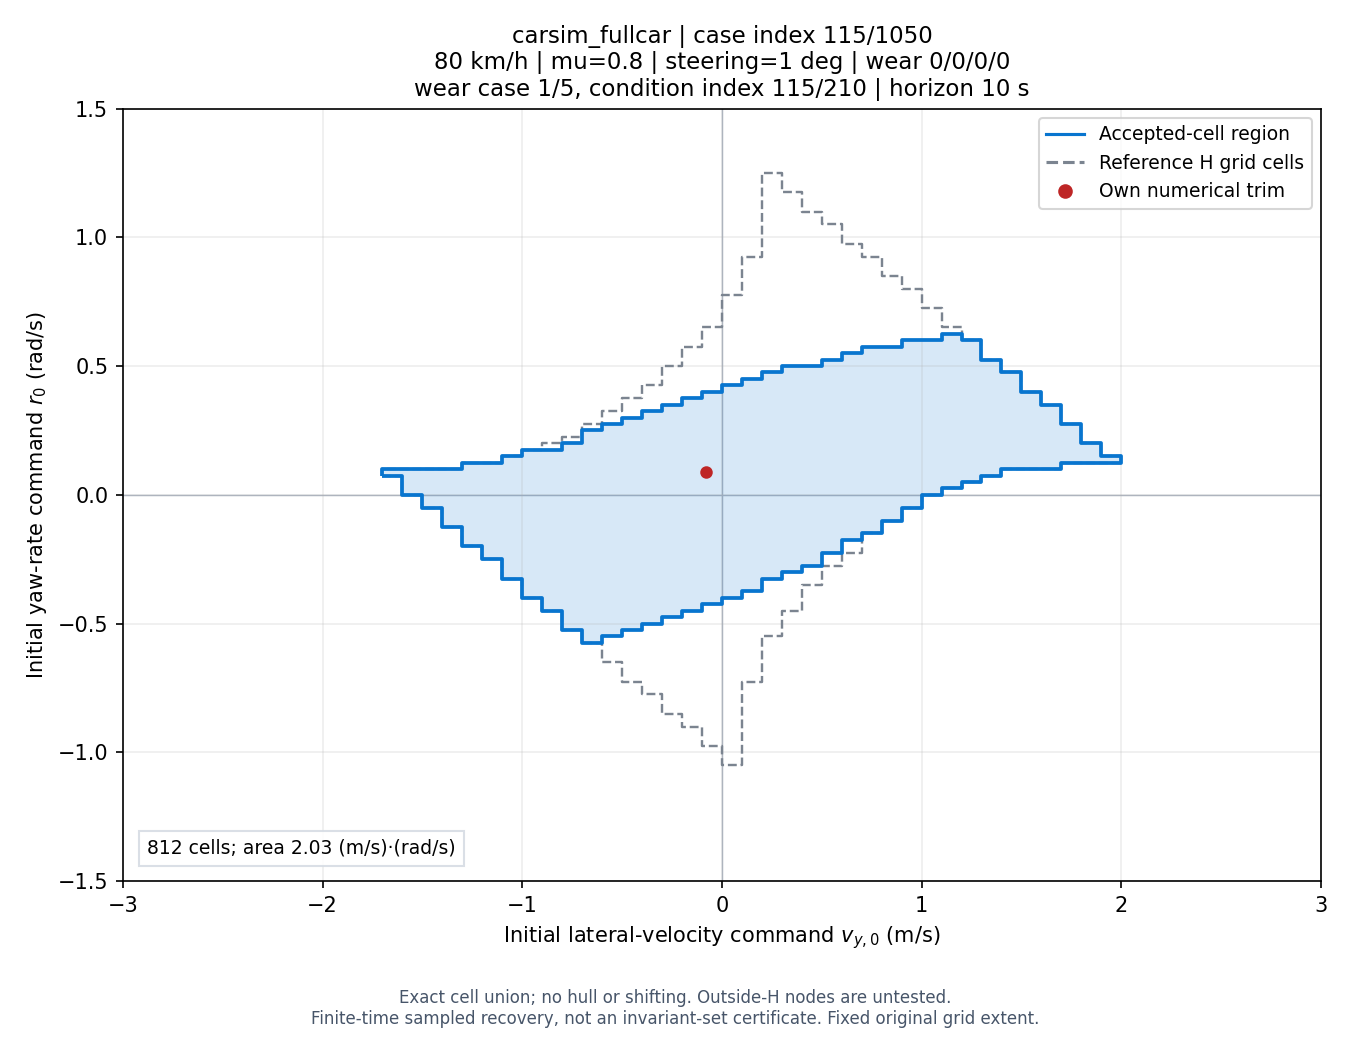 carsim_fullcar | case index 115/1050
80 km/h | mu=0.8 | steering=1 deg | wear 0/0/0/0
wear case 1/5, condition index 115/210 | horizon 10 s
Accepted-cell region
Reference H grid cells
Own numerical trim
1.5
1.0
0.5
0.0
−0.5
−1.0
−1.5
Initial yaw-rate command r₀ (rad/s)
812 cells; area 2.03 (m/s)·(rad/s)
−3
−2
−1
0
1
2
3
Initial lateral-velocity command v_{y,0} (m/s)
Exact cell union; no hull or shifting. Outside-H nodes are untested.
Finite-time sampled recovery, not an invariant-set certificate. Fixed original grid extent.